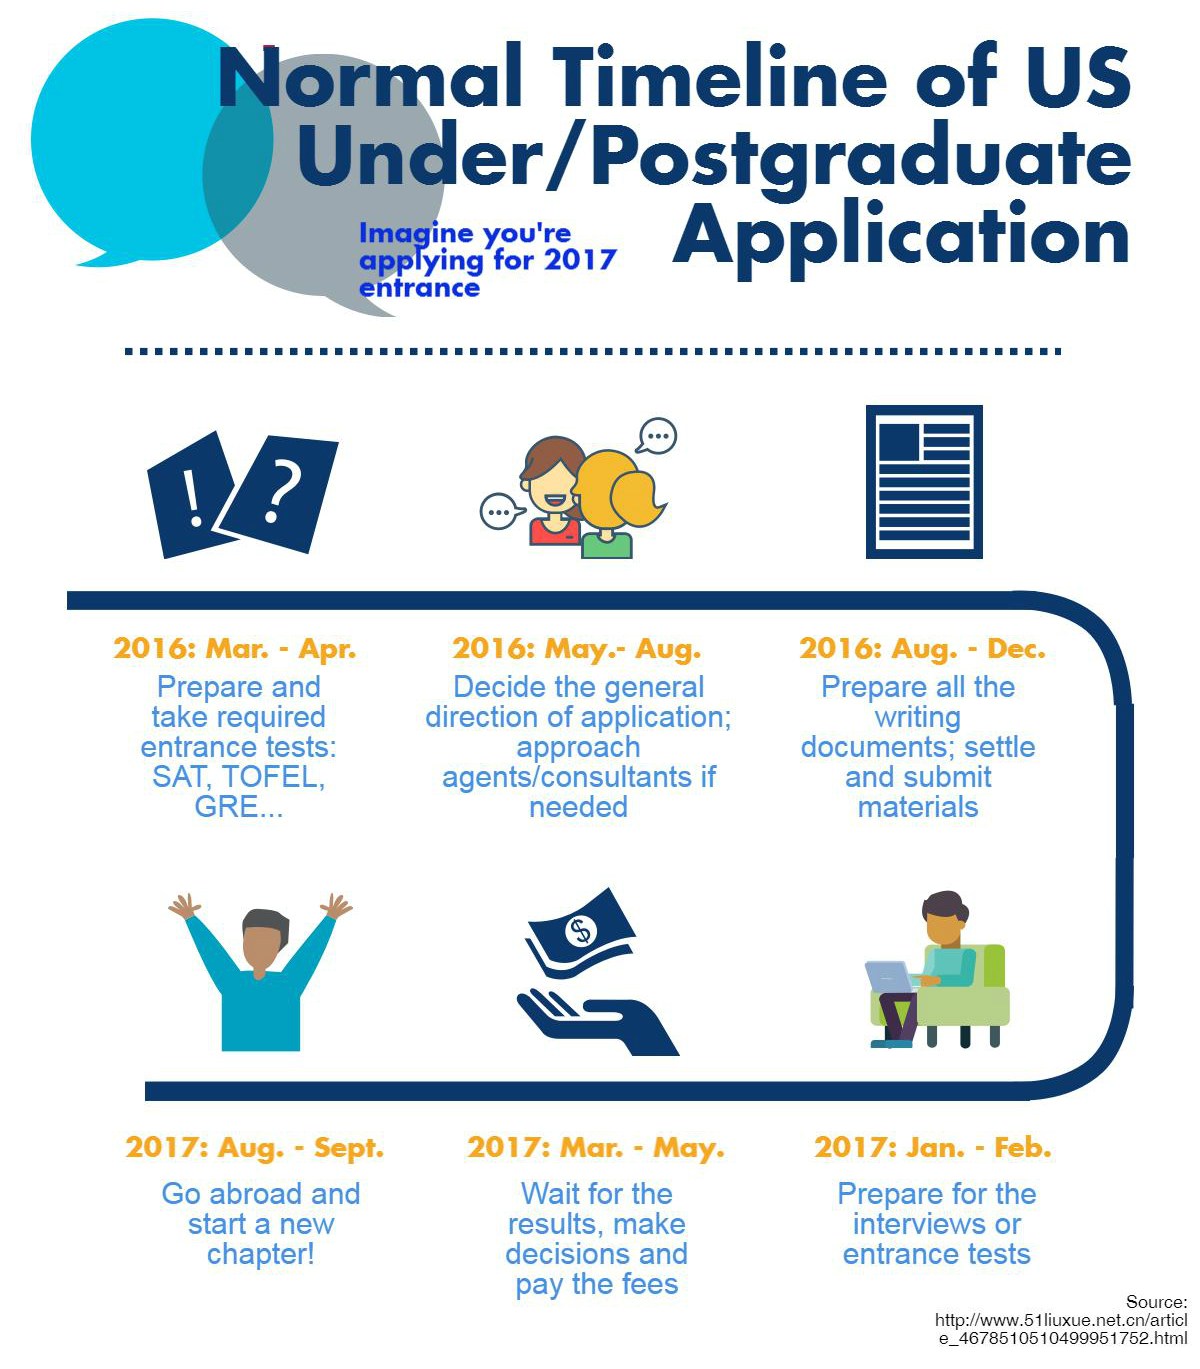 Normal Timeline of US
Under/Postgraduate
Application
Imagine you're
applying for 2017
entrance
! ?
2016: Mar. - Apr.
Prepare and
take required
entrance tests:
SAT, TOFEL,
GRE...
2016: May.- Aug.
Decide the general
direction of application;
approach
agents/consultants if
needed
2016: Aug. - Dec.
Prepare all the
writing
documents; settle
and submit
materials
$
2017: Aug. - Sept.
Go abroad and
start a new
chapter!
2017: Mar. - May.
Wait for the
results, make
decisions and
pay the fees
2017: Jan. - Feb.
Prepare for the
interviews or
entrance tests
Source:
http://www.51liuxue.net.cn/articl
e_4678510510499951752.html